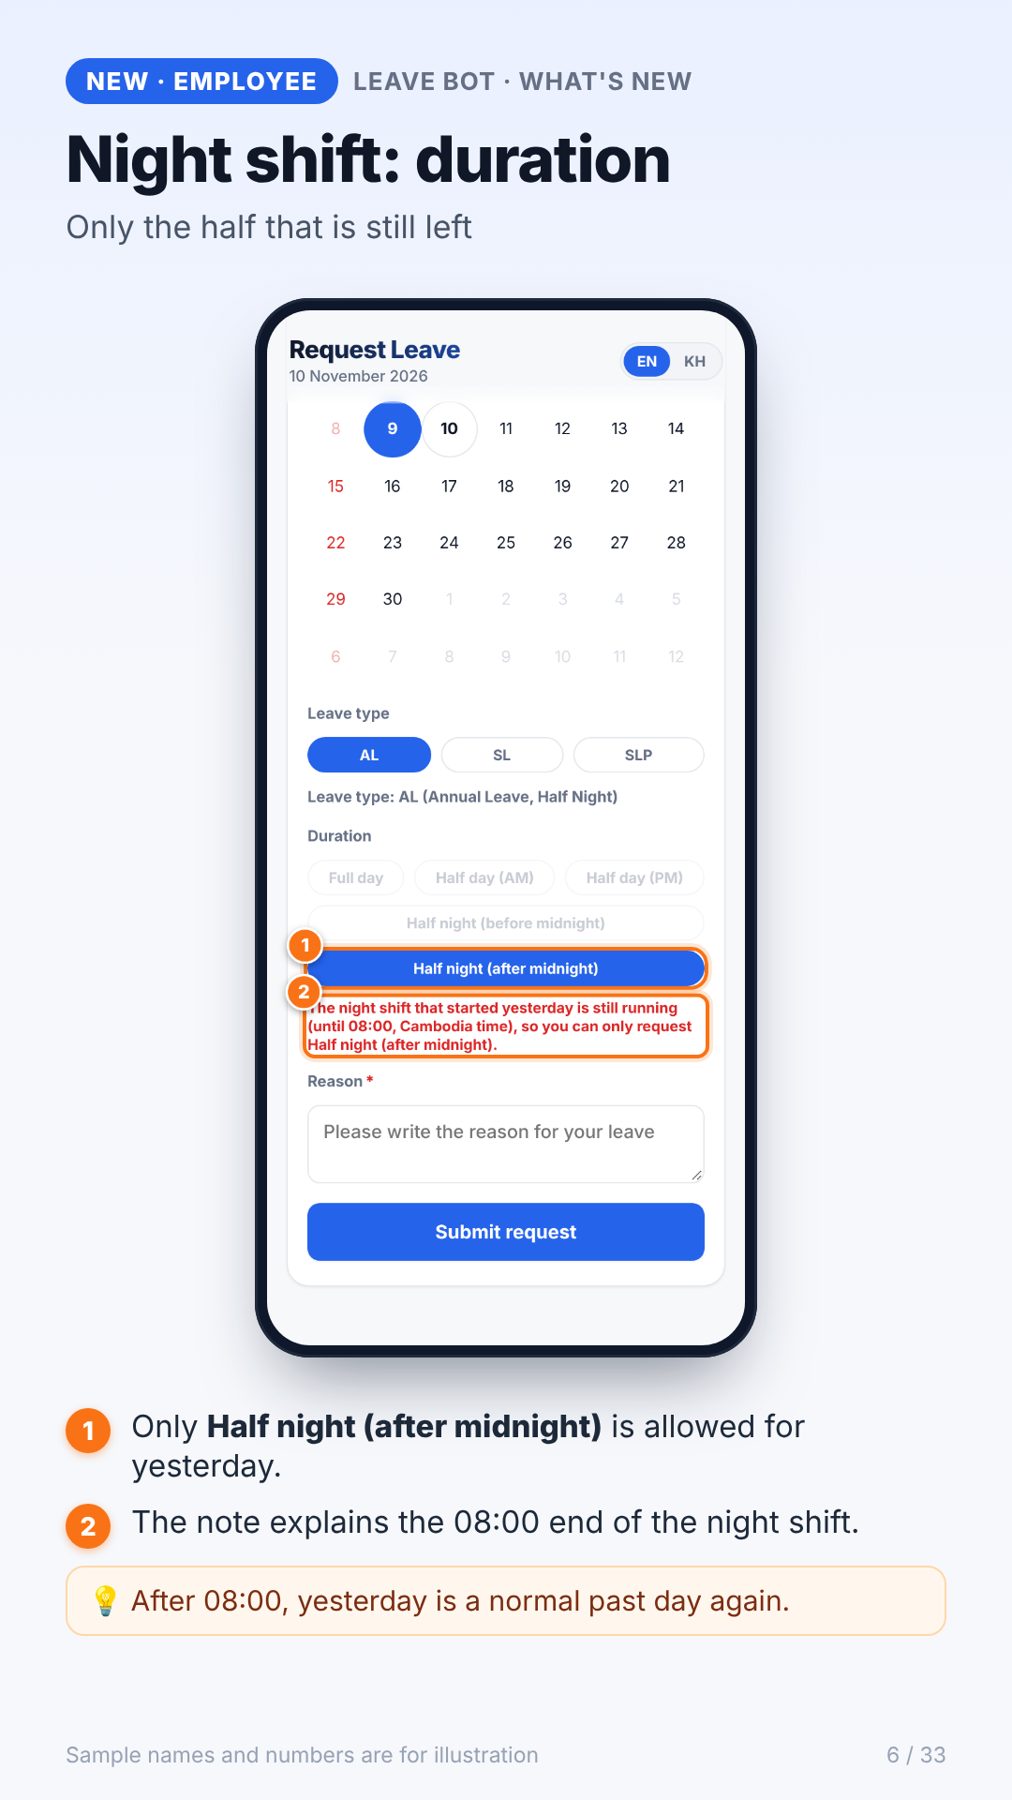 NEW · EMPLOYEE
LEAVE BOT · WHAT'S NEW
Night shift: duration
Only the half that is still left
Request Leave
10 November 2026
EN
KH
8 9 10 11 12 13 14
15 16 17 18 19 20 21
22 23 24 25 26 27 28
29 30 1 2 3 4 5
6 7 8 9 10 11 12
Leave type
AL
SL
SLP
Leave type: AL (Annual Leave, Half Night)
Duration
Full day
Half day (AM)
Half day (PM)
Half night (before midnight)
1
Half night (after midnight)
2
The night shift that started yesterday is still running
(until 08:00, Cambodia time), so you can only request
Half night (after midnight).
Reason *
Please write the reason for your leave
Submit request
1 Only Half night (after midnight) is allowed for
yesterday.
2 The note explains the 08:00 end of the night shift.
💡 After 08:00, yesterday is a normal past day again.
Sample names and numbers are for illustration
6 / 33